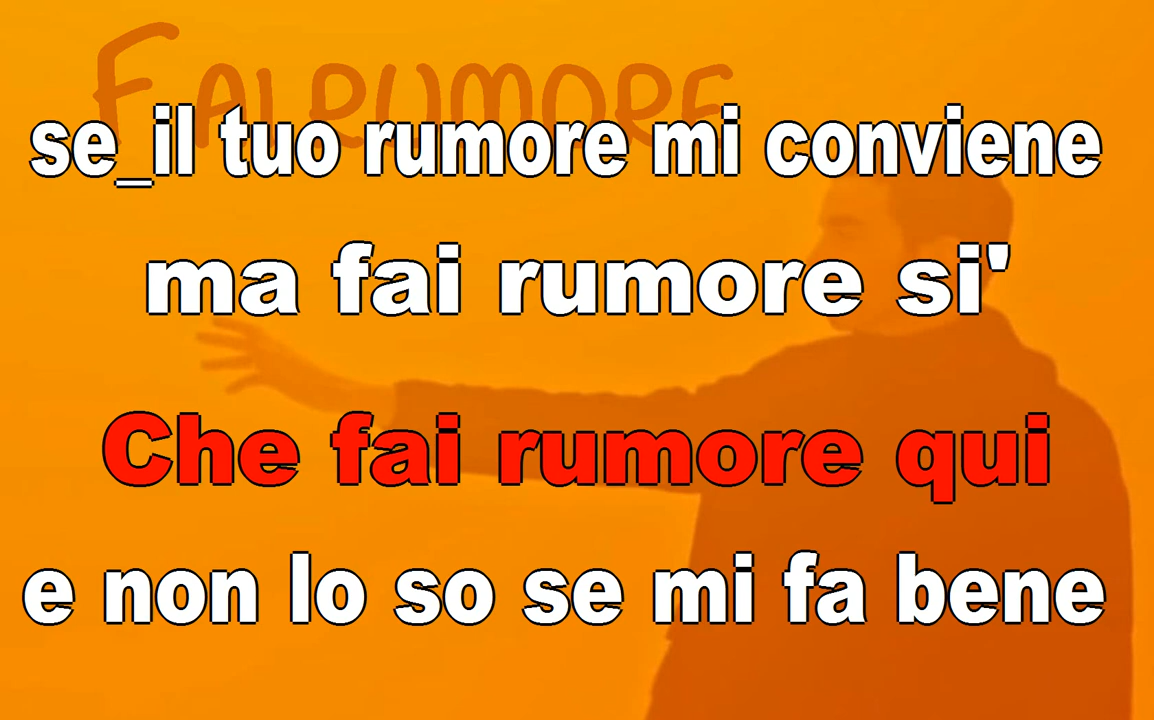 FAI RUMORE
se_il tuo rumore mi conviene
ma fai rumore si'
Che fai rumore qui
e non lo so se mi fa bene